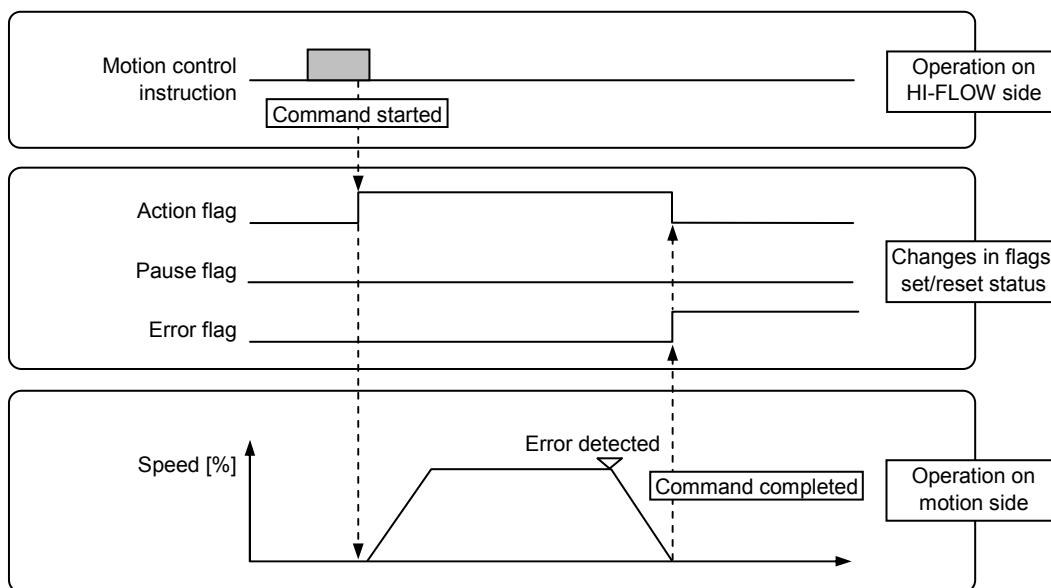 Motion control
instruction
Command started
Operation on
HI-FLOW side
Action flag
Pause flag
Error flag
Changes in flags'
set/reset status
Speed [%]
Error detected
Command completed
Operation on
motion side